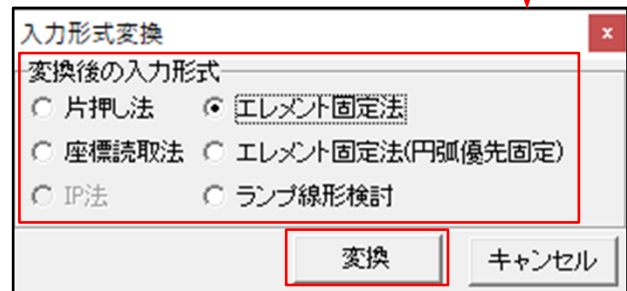 入力形式変換
x
変換後の入力形式
片押し法 エレメント固定法
座標読取法 エレメント固定法(円弧優先固定)
IP法 ランプ線形検討
変換 キャンセル